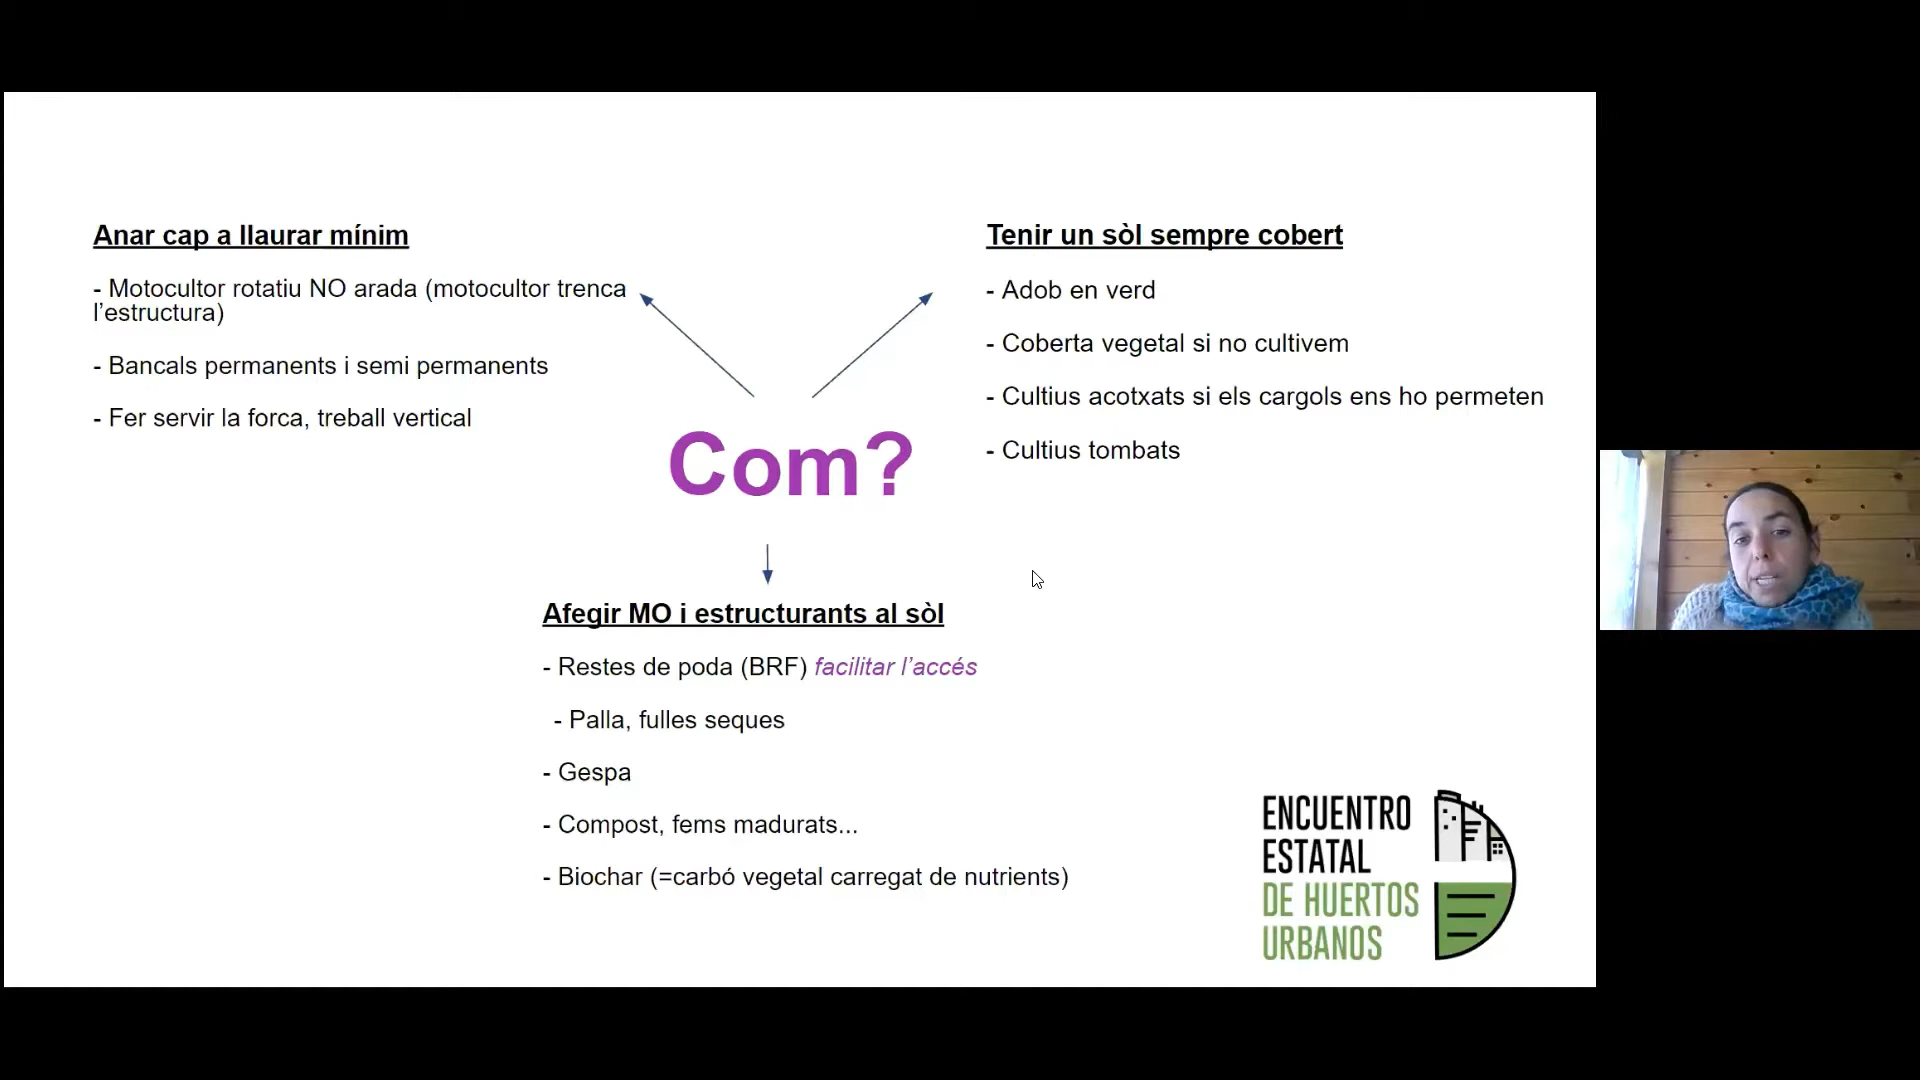 Anar cap a llaurar mínim
- Motocultor rotatiu NO arada (motocultor trenca
l’estructura)
- Bancals permanents i semi permanents
- Fer servir la forca, treball vertical
Tenir un sòl sempre cobert
- Adob en verd
- Coberta vegetal si no cultivem
- Cultius acotxats si els cargols ens ho permeten
- Cultius tombats
Com?
Afegir MO i estructurants al sòl
- Restes de poda (BRF) facilitar l’accés
- Palla, fulles seques
- Gespa
- Compost, fems madurats...
- Biochar (=carbó vegetal carregat de nutrients)
ENCUENTRO
ESTATAL
DE HUERTOS
URBANOS